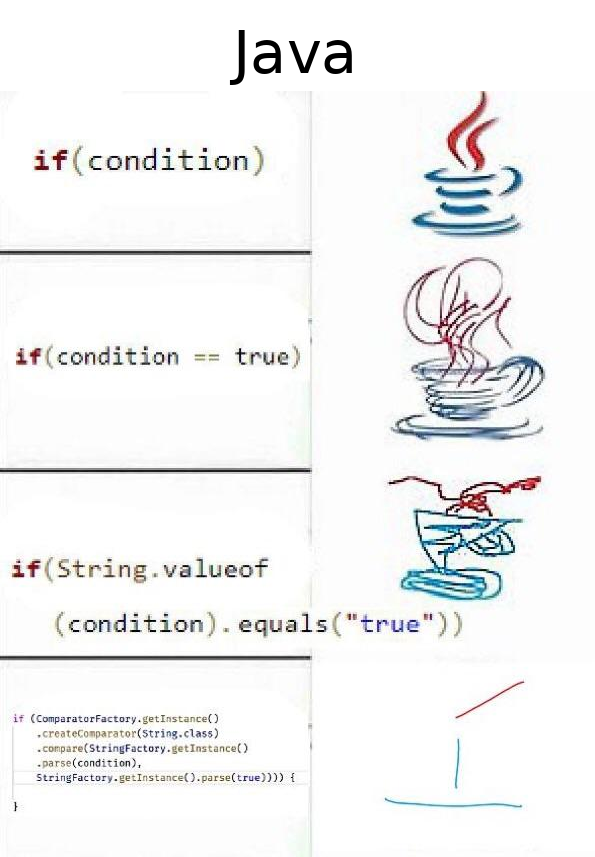 Java
if(condition)
if(condition == true)
if(String.valueof
(condition).equals("true"))
if (ComparatorFactory.getInstance()
.createComparator(String.class)
.compare(StringFactory.getInstance()
.parse(condition),
StringFactory.getInstance().parse(true)))) {
}